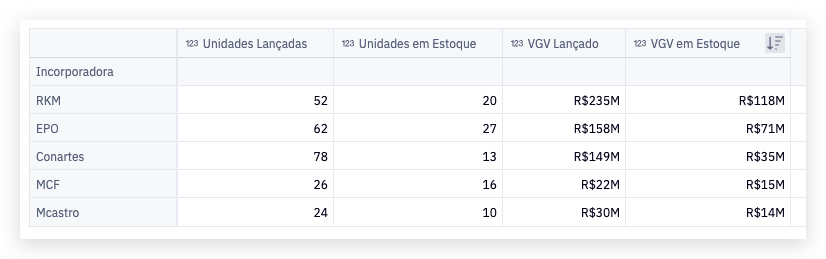 123 Unidades Lançadas 123 Unidades em Estoque 123 VGV Lançado 123 VGV em Estoque
Incorporadora
RKM 52 20 R$235M R$118M
EPO 62 27 R$158M R$71M
Conartes 78 13 R$149M R$35M
MCF 26 16 R$22M R$15M
Mcastro 24 10 R$30M R$14M